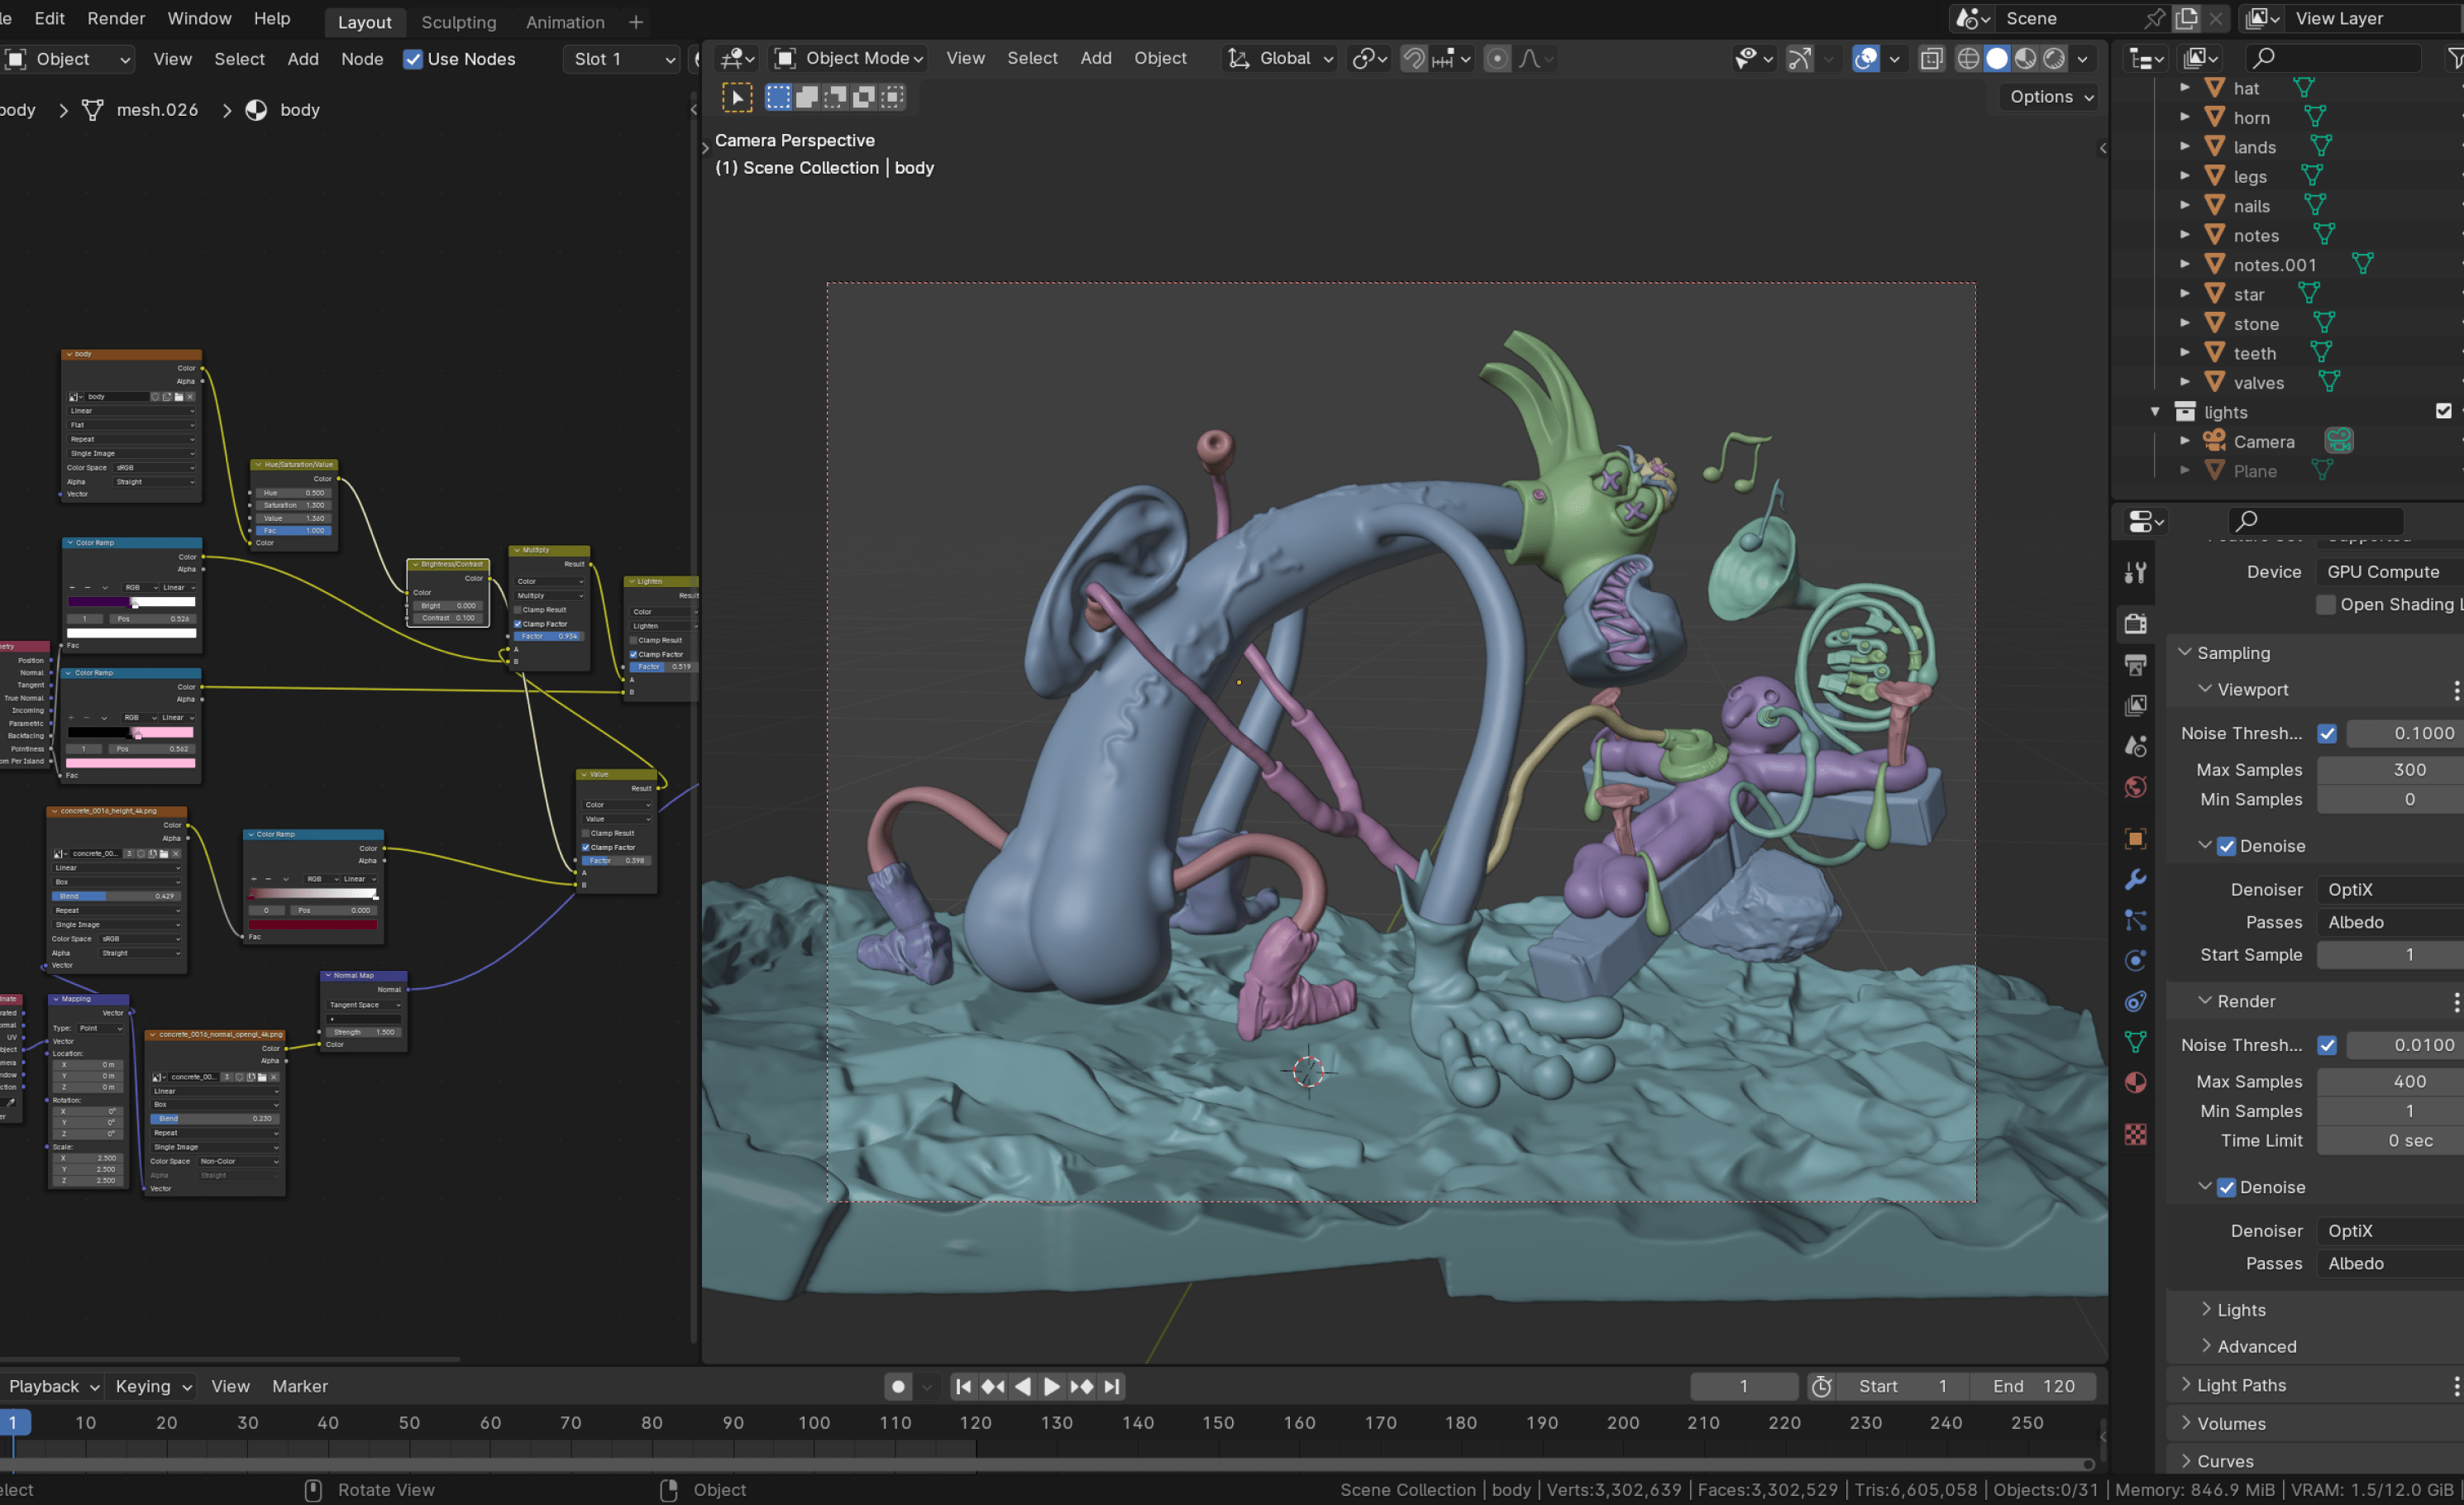 Edit Render Window Help Layout Sculpting Animation + Scene View Layer
Object View Select Add Node Use Nodes Slot 1
Object Mode View Select Add Object Global
Options
body > mesh.026 > body
Camera Perspective
(1) Scene Collection | body
body
Color
Alpha
body
Linear
Flat
Repeat
Single Image
Color Space sRGB
Alpha Straight
Vector
Hue/Saturation/Value
Color
Hue 0.500
Saturation 1.300
Value 1.360
Fac 1.000
Color
Color Ramp
Color
Alpha
RGB Linear
1 Pos 0.526
Fac
Brightness/Contrast
Color
Color
Bright 0.000
Contrast 0.100
Multiply
Result
Color
Multiply
Clamp Result
Clamp Factor
Factor 0.934
A
B
Lighten
Result
Color
Lighten
Clamp Result
Clamp Factor
Factor 0.519
A
B
Position
Normal
Tangent
True Normal
Incoming
Parametric
Backfacing
Pointiness
Color Ramp
Color
Alpha
RGB Linear
1 Pos 0.562
Fac
concrete_0016_height_4k.png
Color
Alpha
concrete_00... 3
Linear
Box
Blend 0.429
Repeat
Single Image
Color Space sRGB
Alpha Straight
Vector
Color Ramp
Color
Alpha
RGB Linear
0 Pos 0.000
Fac
Value
Result
Color
Value
Clamp Result
Clamp Factor
Factor 0.398
A
B
Normal Map
Normal
Tangent Space
Strength 1.500
Color
Mapping
Vector
Type: Point
Vector
Location:
X 0 m
Y 0 m
Z 0 m
Rotation:
X 0°
Y 0°
Z 0°
Scale:
X 2.500
Y 2.500
Z 2.500
UV
concrete_0016_normal_opengl_4k.png
Color
Alpha
concrete_00... 3
Linear
Box
Blend 0.230
Repeat
Single Image
Color Space Non-Color
Alpha Straight
Vector
hat
horn
lands
legs
nails
notes
notes.001
star
stone
teeth
valves
lights
Camera
Plane
Device GPU Compute
Open Shading L
Sampling
Viewport
Noise Thresh... 0.1000
Max Samples 300
Min Samples 0
Denoise
Denoiser OptiX
Passes Albedo
Start Sample 1
Render
Noise Thresh... 0.0100
Max Samples 400
Min Samples 1
Time Limit 0 sec
Denoise
Denoiser OptiX
Passes Albedo
Lights
Advanced
Light Paths
Volumes
Curves
Playback Keying View Marker 1 Start 1 End 120
1 10 20 30 40 50 60 70 80 90 100 110 120 130 140 150 160 170 180 190 200 210 220 230 240 250
Rotate View Object Scene Collection | body | Verts:3,302,639 | Faces:3,302,529 | Tris:6,605,058 | Objects:0/31 | Memory: 846.9 MiB | VRAM: 1.5/12.0 GiB